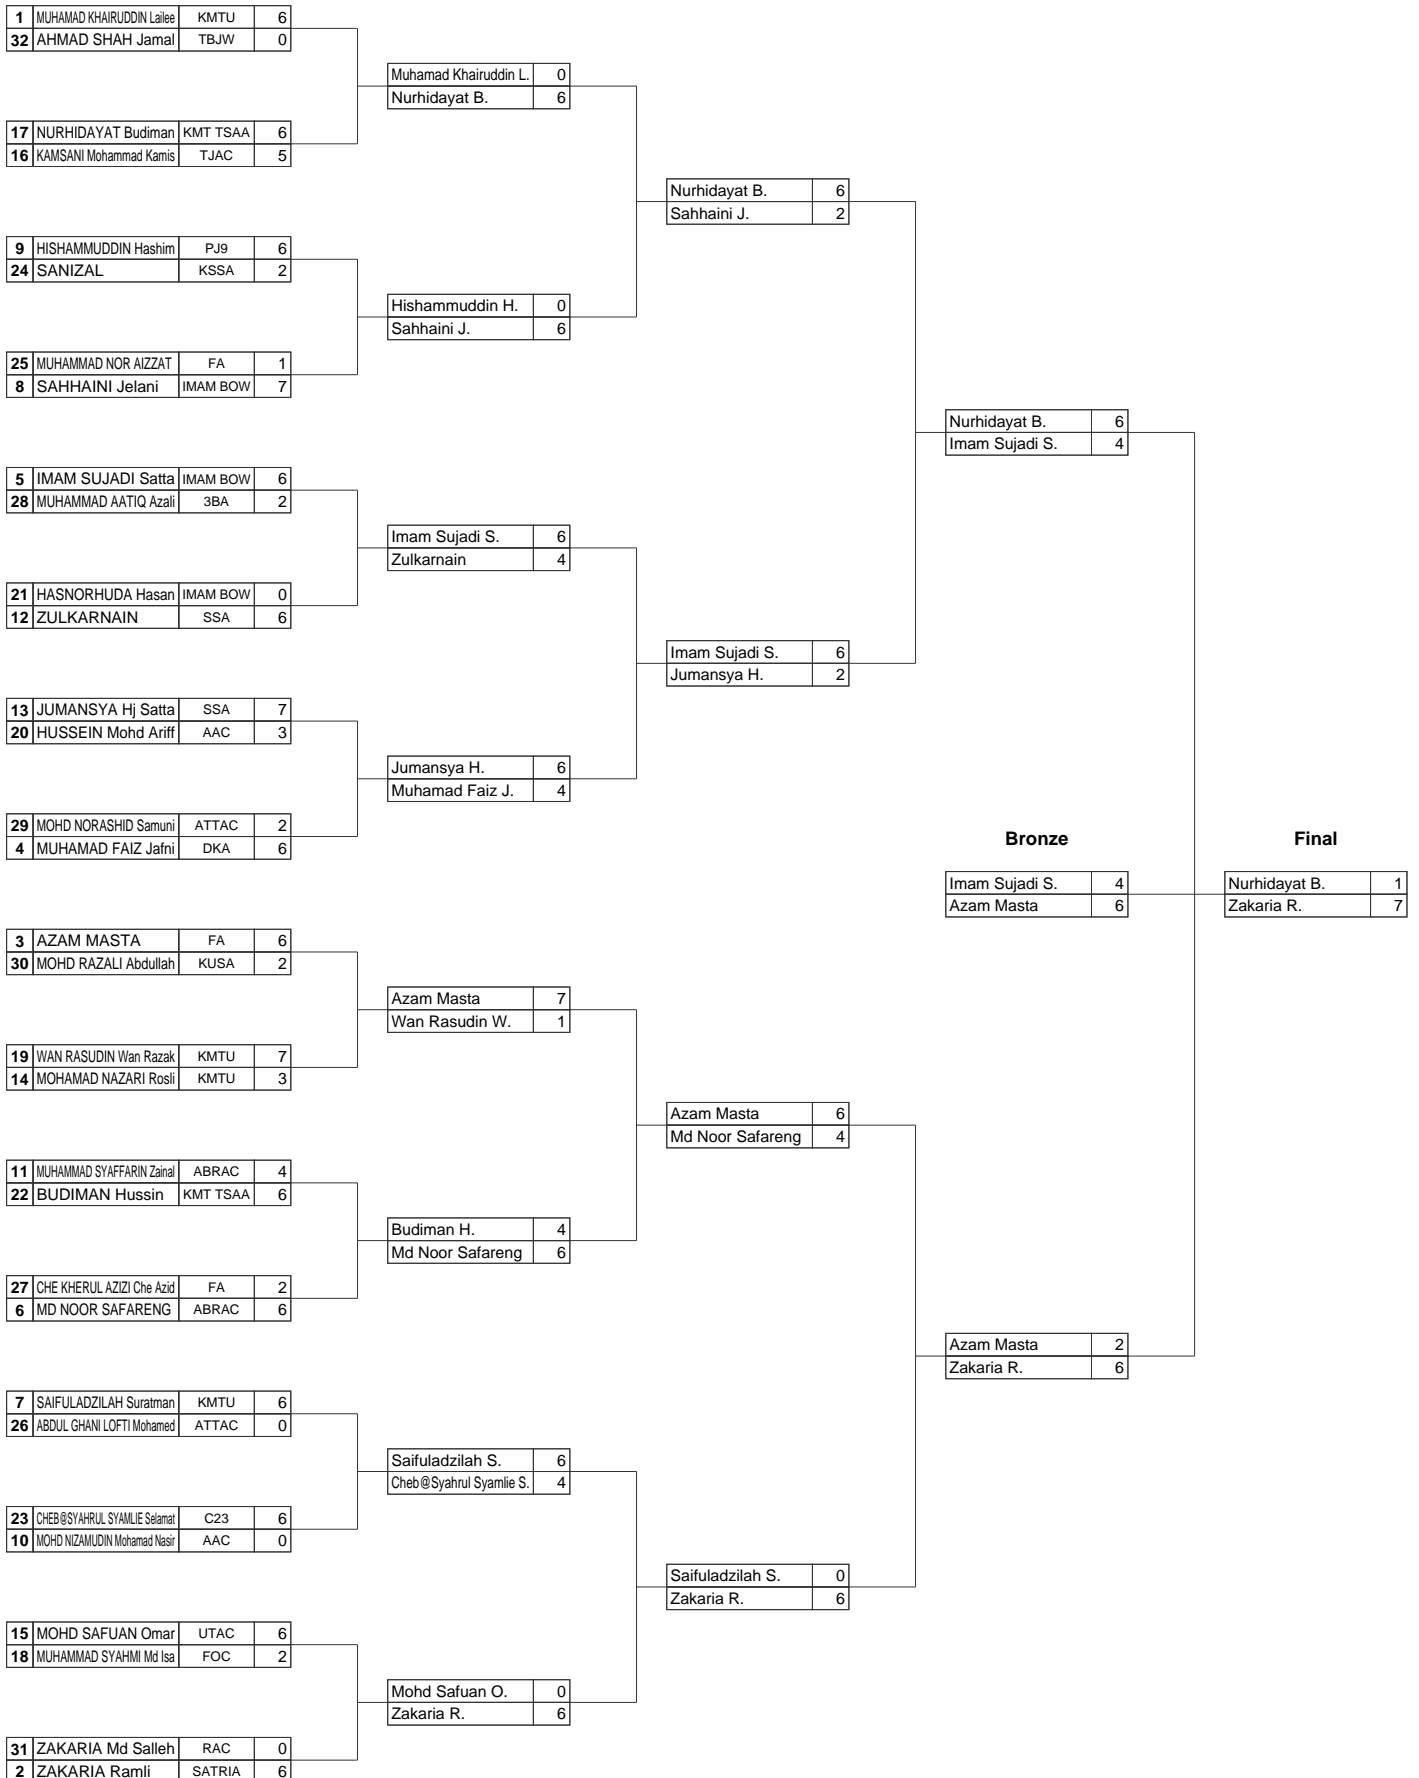 1 MUHAMAD KHAIRUDDIN Lailee KMTU 6
32 AHMAD SHAH Jamal TBJW 0
Muhamad Khairuddin L. 0
Nurhidayat B. 6
17 NURHIDAYAT Budiman KMT TSAA 6
16 KAMSANI Mohammad Kamis TJAC 5
Nurhidayat B. 6
Sahhaini J. 2
9 HISHAMMUDDIN Hashim PJ9 6
24 SANIZAL KSSA 2
Hishammuddin H. 0
Sahhaini J. 6
25 MUHAMMAD NOR AIZZAT FA 1
8 SAHHAINI Jelani IMAM BOW 7
Nurhidayat B. 6
Imam Sujadi S. 4
5 IMAM SUJADI Satta IMAM BOW 6
28 MUHAMMAD AATIQ Azali 3BA 2
Imam Sujadi S. 6
Zulkarnain 4
21 HASNORHUDA Hasan IMAM BOW 0
12 ZULKARNAIN SSA 6
Imam Sujadi S. 6
Jumansya H. 2
13 JUMANSYA Hj Satta SSA 7
20 HUSSEIN Mohd Ariff AAC 3
Jumansya H. 6
Muhamad Faiz J. 4
29 MOHD NORASHID Samuni ATTAC 2
4 MUHAMAD FAIZ Jafni DKA 6
Bronze Final
Imam Sujadi S. 4 Nurhidayat B. 1
Azam Masta 6 Zakaria R. 7
3 AZAM MASTA FA 6
30 MOHD RAZALI Abdullah KUSA 2
Azam Masta 7
Wan Rasudin W. 1
19 WAN RASUDIN Wan Razak KMTU 7
14 MOHAMAD NAZARI Rosli KMTU 3
Azam Masta 6
Md Noor Safareng 4
11 MUHAMMAD SYAFFARIN Zainal ABRAC 4
22 BUDIMAN Hussin KMT TSAA 6
Budiman H. 4
Md Noor Safareng 6
27 CHE KHERUL AZIZI Che Azid FA 2
6 MD NOOR SAFARENG ABRAC 6
Azam Masta 2
Zakaria R. 6
7 SAIFULADZILAH Suratman KMTU 6
26 ABDUL GHANI LOFTI Mohamed ATTAC 0
Saifuladzilah S. 6
Cheb@Syahrul Syamlie S. 4
23 CHEB@SYAHRUL SYAMLIE Selamat C23 6
10 MOHD NIZAMUDIN Mohamad Nasir AAC 0
Saifuladzilah S. 0
Zakaria R. 6
15 MOHD SAFUAN Omar UTAC 6
18 MUHAMMAD SYAHMI Md Isa FOC 2
Mohd Safuan O. 0
Zakaria R. 6
31 ZAKARIA Md Salleh RAC 0
2 ZAKARIA Ramli SATRIA 6